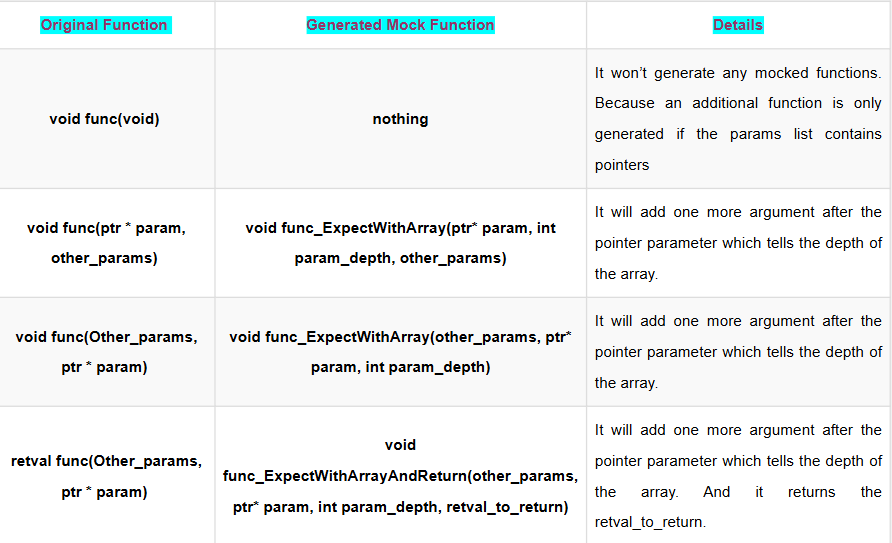 Original Function
Generated Mock Function
Details
void func(void)
nothing
It won’t generate any mocked functions.
Because an additional function is only
generated if the params list contains
pointers
void func(ptr * param,
other_params)
void func_ExpectWithArray(ptr* param, int
param_depth, other_params)
It will add one more argument after the
pointer parameter which tells the depth of
the array.
void func(Other_params,
ptr * param)
void func_ExpectWithArray(other_params, ptr*
param, int param_depth)
It will add one more argument after the
pointer parameter which tells the depth of
the array.
retval func(Other_params,
ptr * param)
void
func_ExpectWithArrayAndReturn(other_params,
ptr* param, int param_depth, retval_to_return)
It will add one more argument after the
pointer parameter which tells the depth of
the array. And it returns the
retval_to_return.